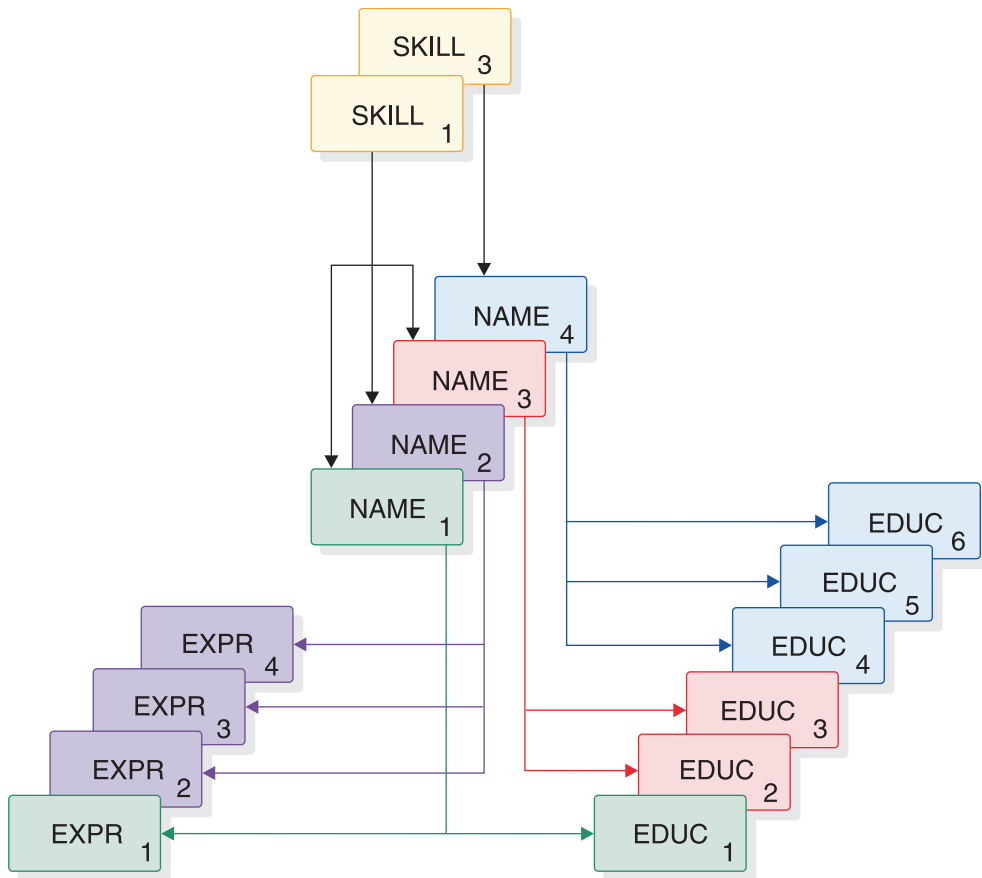 SKILL 3
SKILL 1
NAME 4
NAME 3
NAME 2
NAME 1
EDUC 6
EDUC 5
EDUC 4
EDUC 3
EDUC 2
EDUC 1
EXPR 4
EXPR 3
EXPR 2
EXPR 1